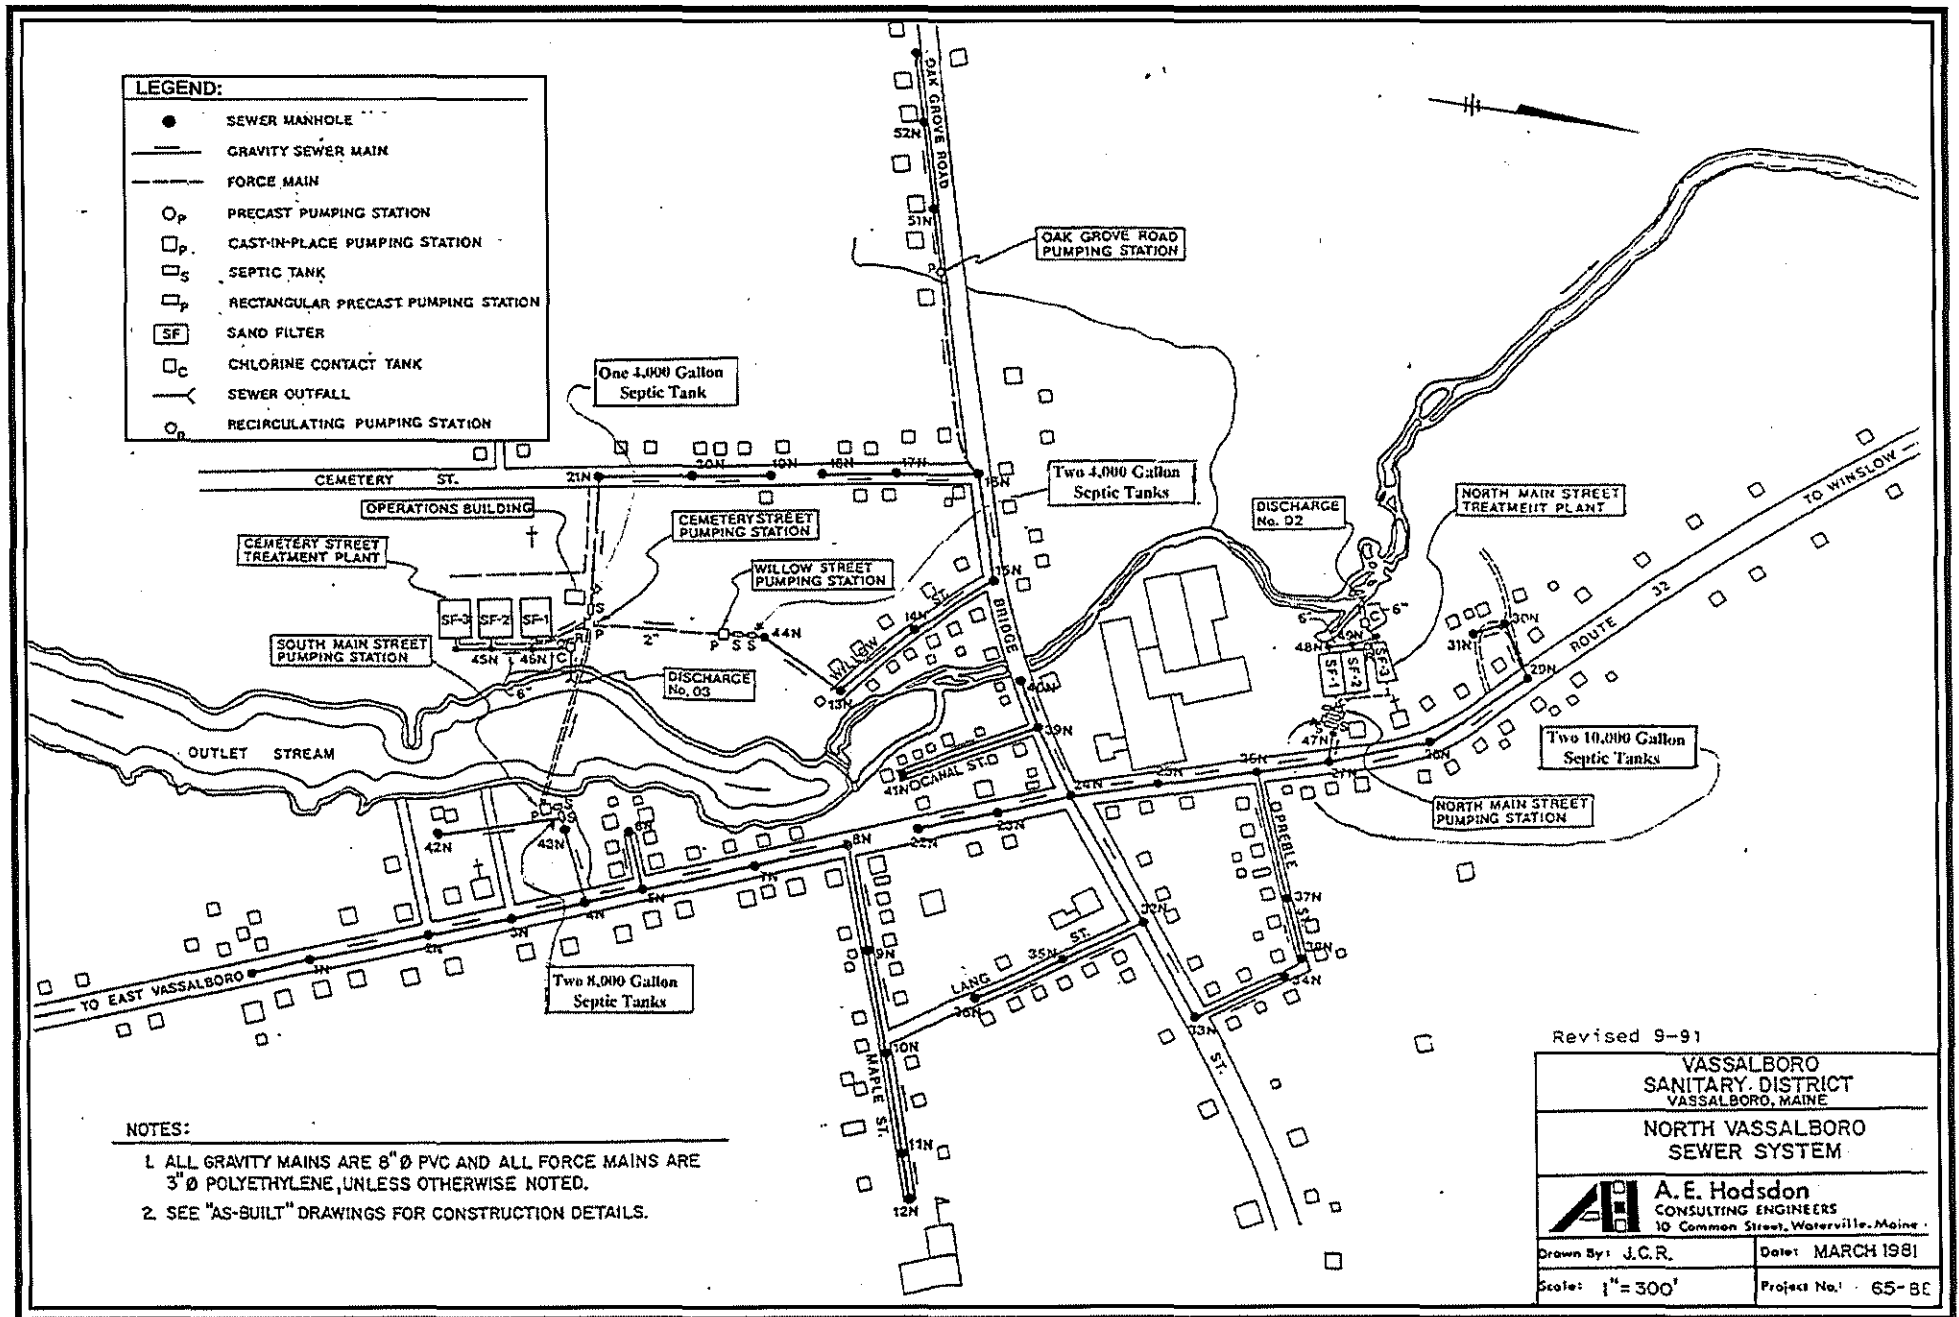 LEGEND:
SEWER MANHOLE
GRAVITY SEWER MAIN
FORCE MAIN
P PRECAST PUMPING STATION
P CAST-IN-PLACE PUMPING STATION
S SEPTIC TANK
P RECTANGULAR PRECAST PUMPING STATION
SF SAND FILTER
C CHLORINE CONTACT TANK
SEWER OUTFALL
RECIRCULATING PUMPING STATION
OAK GROVE ROAD
52N
51N
P
OAK GROVE ROAD
PUMPING STATION
One 4,000 Gallon
Septic Tank
Two 4,000 Gallon
Septic Tanks
CEMETERY ST.
21N
20N
19N
18N
17N
16N
OPERATIONS BUILDING
CEMETERY STREET
PUMPING STATION
CEMETERY STREET
TREATMENT PLANT
WILLOW STREET
PUMPING STATION
DISCHARGE
No. 02
NORTH MAIN STREET
TREATMENT PLANT
TO WINSLOW
ROUTE 32
SF-3
SF-2
SF-1
45N
46N
S
P
R
C
6"
2"
P S S
44N
WILLOW ST.
14N
13N
15N
BRIDGE
SOUTH MAIN STREET
PUMPING STATION
DISCHARGE
No. 03
6"
C
6"
48N
49N
SF-1
SF-2
SF-3
31N
30N
29N
40N
39N
CANAL ST.
41N
OUTLET STREAM
47N
Two 10,000 Gallon
Septic Tanks
24N
25N
26N
27N
28N
NORTH MAIN STREET
PUMPING STATION
42N
P
S
S
43N
6N
8N
22N
23N
7N
5N
4N
3N
2N
1N
TO EAST VASSALBORO
PREBLE ST.
37N
38N
34N
32N
33N
ST.
LANG ST.
35N
36N
9N
10N
MAPLE ST.
11N
12N
Two 8,000 Gallon
Septic Tanks
NOTES:
1. ALL GRAVITY MAINS ARE 8"Ø PVC AND ALL FORCE MAINS ARE
3"Ø POLYETHYLENE, UNLESS OTHERWISE NOTED.
2. SEE "AS-BUILT" DRAWINGS FOR CONSTRUCTION DETAILS.
Revised 9-91
VASSALBORO
SANITARY DISTRICT
VASSALBORO, MAINE
NORTH VASSALBORO
SEWER SYSTEM
A.E. Hodsdon
CONSULTING ENGINEERS
10 Common Street, Waterville, Maine
Drawn By: J.C.R.
Date: MARCH 1981
Scale: 1"=300'
Project No.: 65-8E